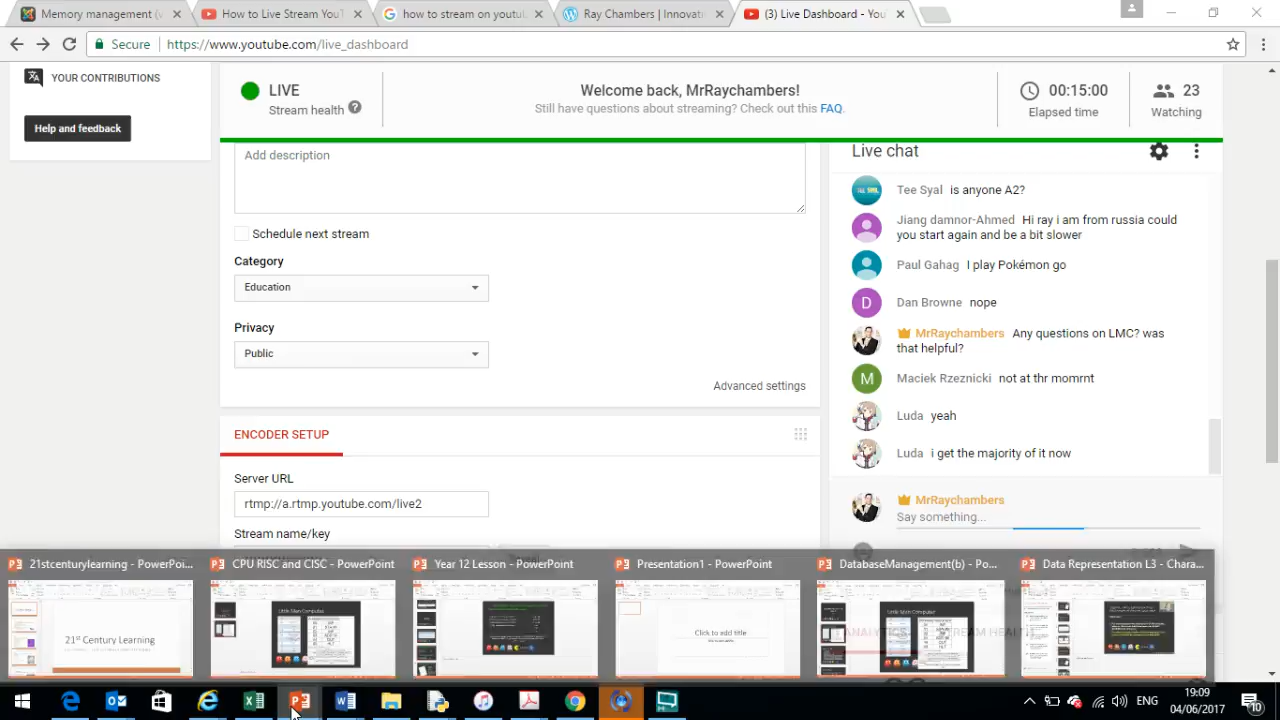 Memory management (v
How to Live Stream YouT
how to stream on youtul
Ray Chambers | Innovati
(3) Live Dashboard - You
Secure
https://www.youtube.com/live_dashboard
YOUR CONTRIBUTIONS
Help and feedback
LIVE
Stream health
Welcome back, MrRaychambers!
Still have questions about streaming? Check out this FAQ.
00:15:00
Elapsed time
23
Watching
Add description
Schedule next stream
Category
Education
Privacy
Public
Advanced settings
ENCODER SETUP
Server URL
rtmp://a.rtmp.youtube.com/live2
Stream name/key
Live chat
Tee Syal is anyone A2?
Jiang damnor-Ahmed Hi ray i am from russia could
you start again and be a bit slower
Paul Gahag I play Pokémon go
Dan Browne nope
MrRaychambers Any questions on LMC? was
that helpful?
Maciek Rzeznicki not at thr momrnt
Luda yeah
Luda i get the majority of it now
MrRaychambers
Say something...
21stcenturylearning - PowerPoi...
CPU RISC and CISC - PowerPoint
Year 12 Lesson - PowerPoint
Presentation1 - PowerPoint
DatabaseManagement(b) - Po...
Data Representation L3 - Chara...
21st Century Learning
Little Man Computer
Click to add title
Little Man Computer
ENG
19:09
04/06/2017
10